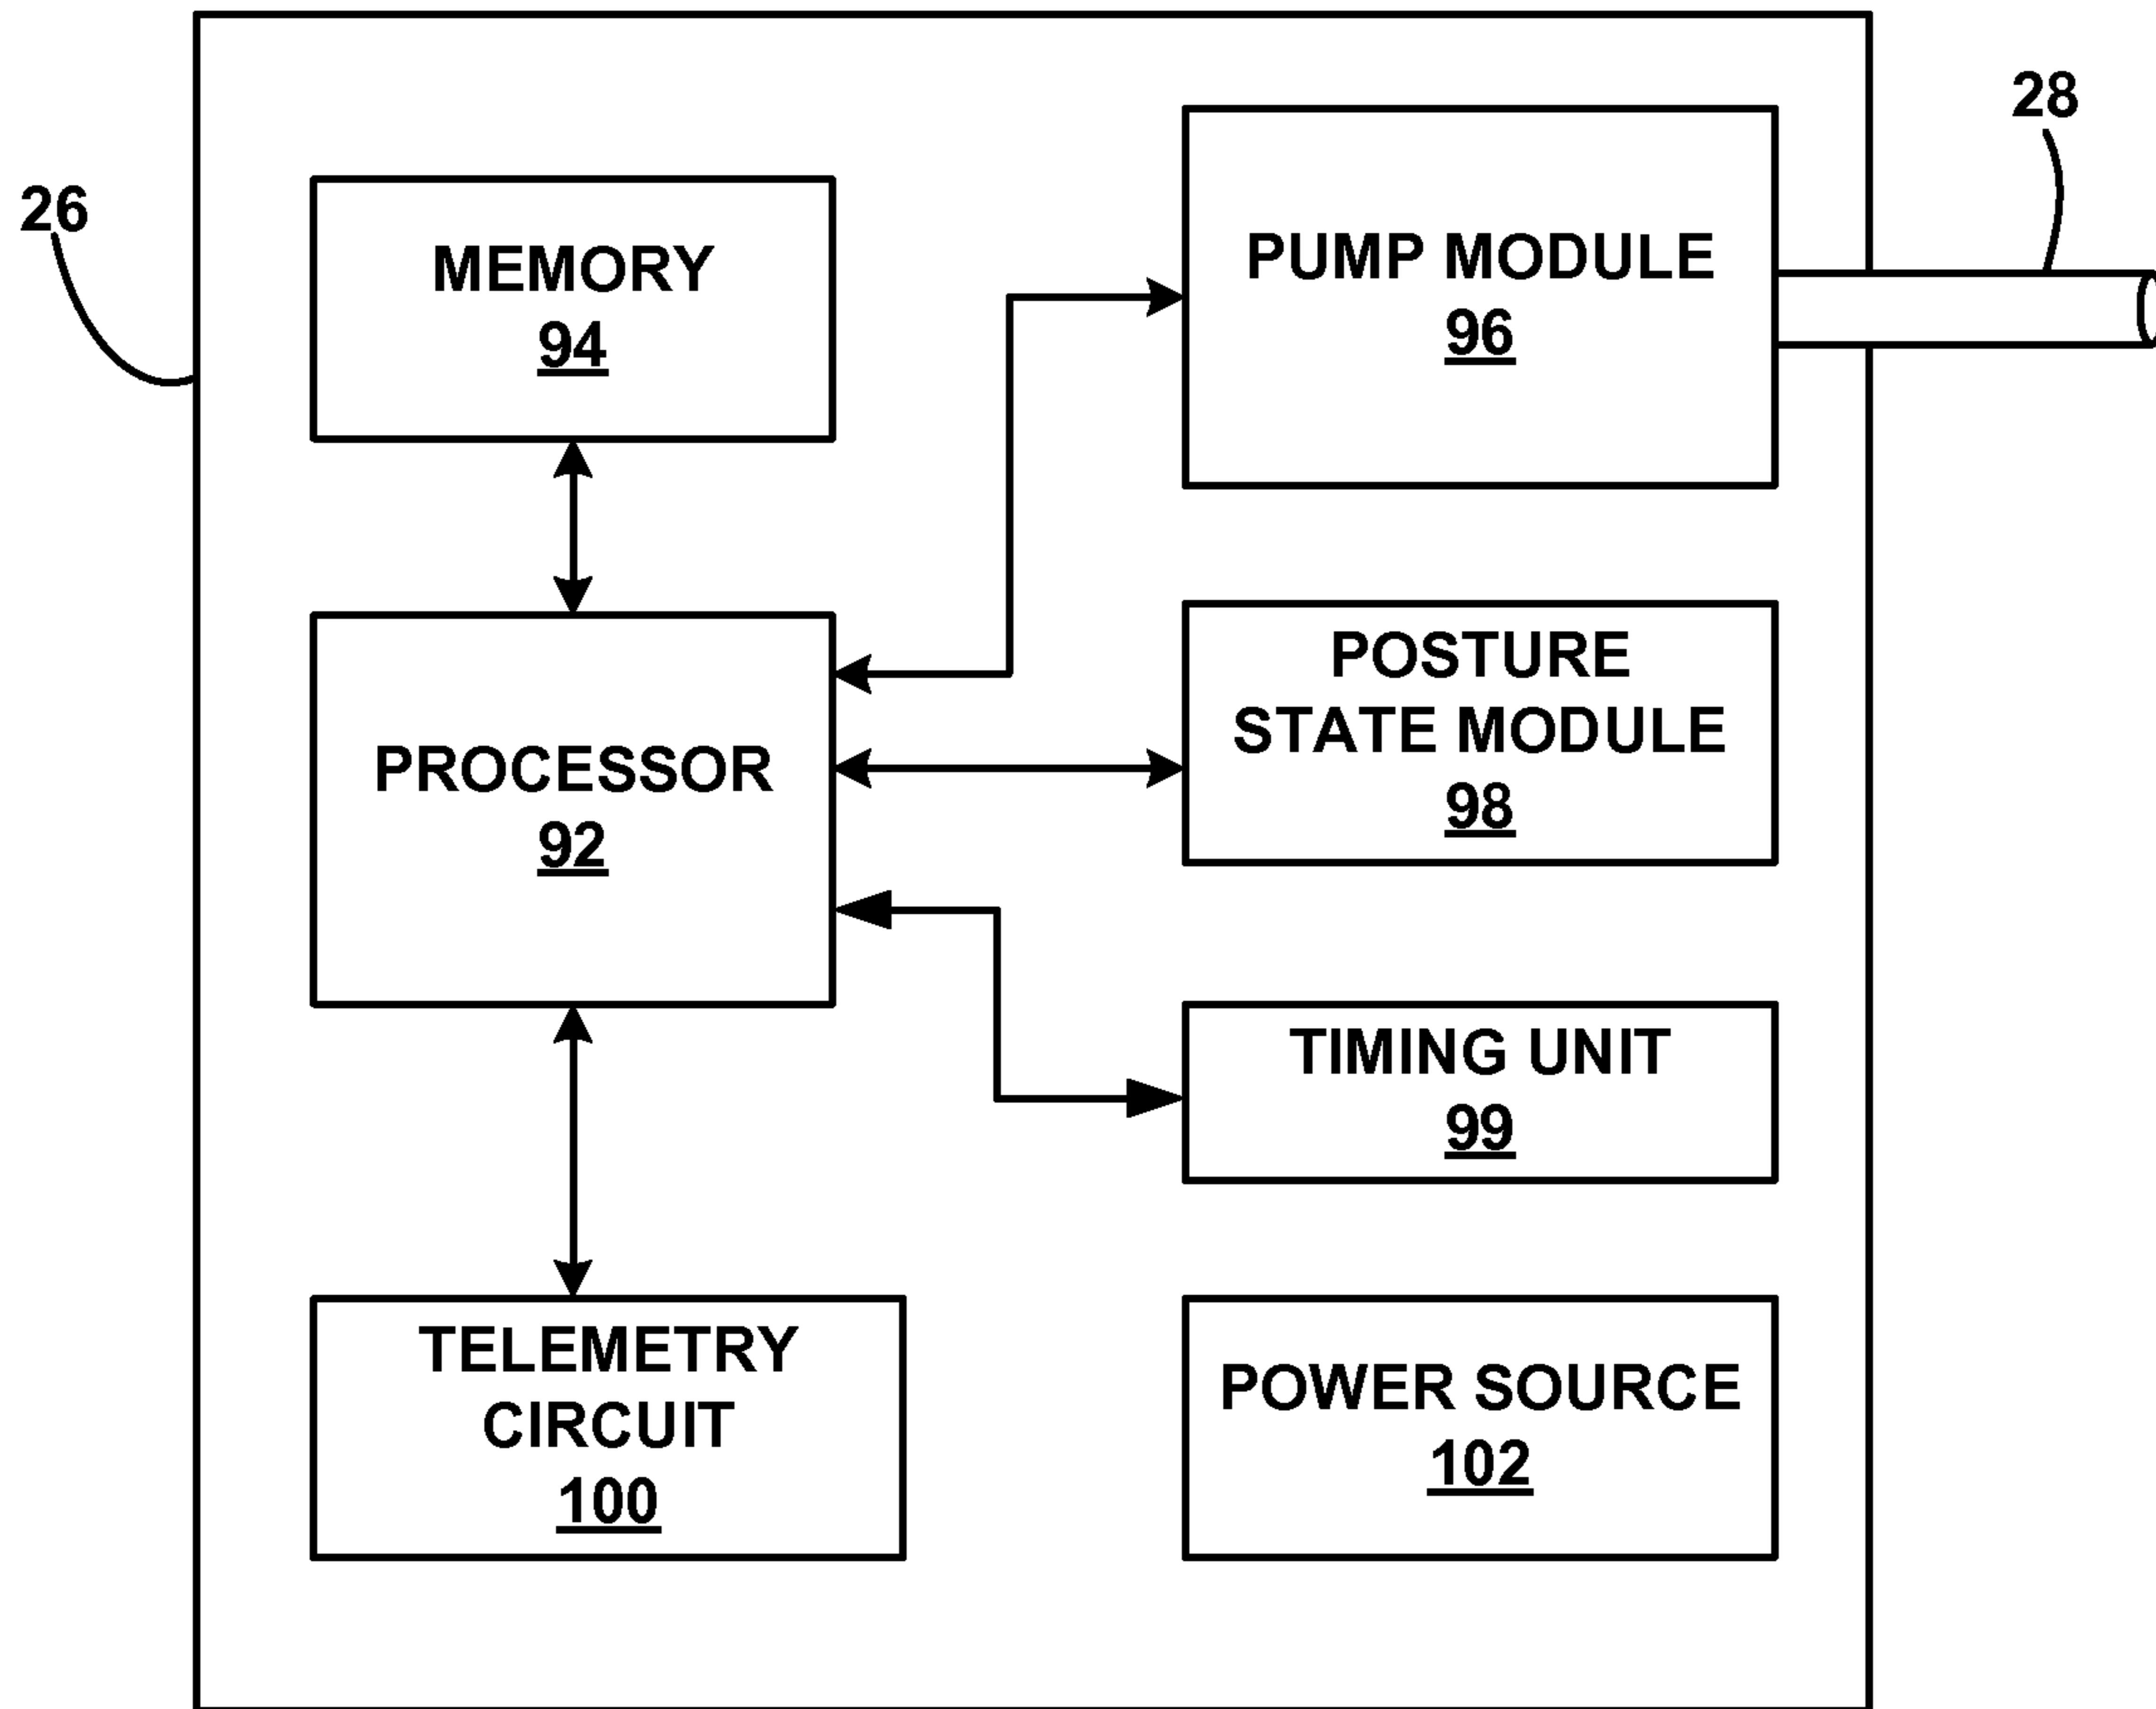 28
26
MEMORY
94
PUMP MODULE
96
PROCESSOR
92
POSTURE
STATE MODULE
98
TIMING UNIT
99
TELEMETRY
CIRCUIT
100
POWER SOURCE
102